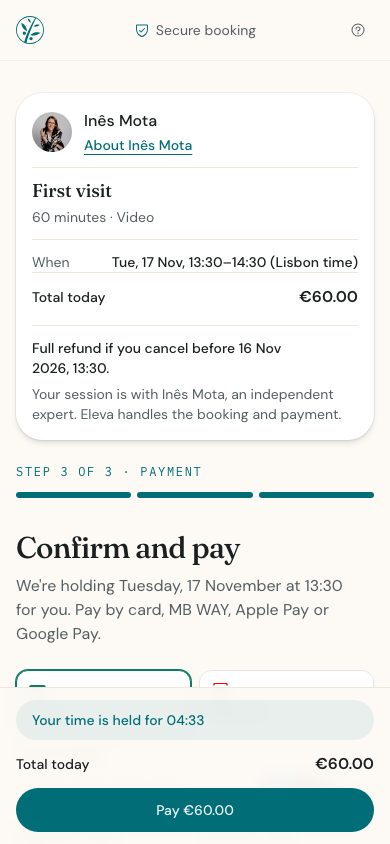 Secure booking
Inês Mota
About Inês Mota
First visit
60 minutes · Video
When Tue, 17 Nov, 13:30–14:30 (Lisbon time)
Total today €60.00
Full refund if you cancel before 16 Nov
2026, 13:30.
Your session is with Inês Mota, an independent
expert. Eleva handles the booking and payment.
STEP 3 OF 3 · PAYMENT
Confirm and pay
We're holding Tuesday, 17 November at 13:30
for you. Pay by card, MB WAY, Apple Pay or
Google Pay.
Your time is held for 04:33
Total today €60.00
Pay €60.00